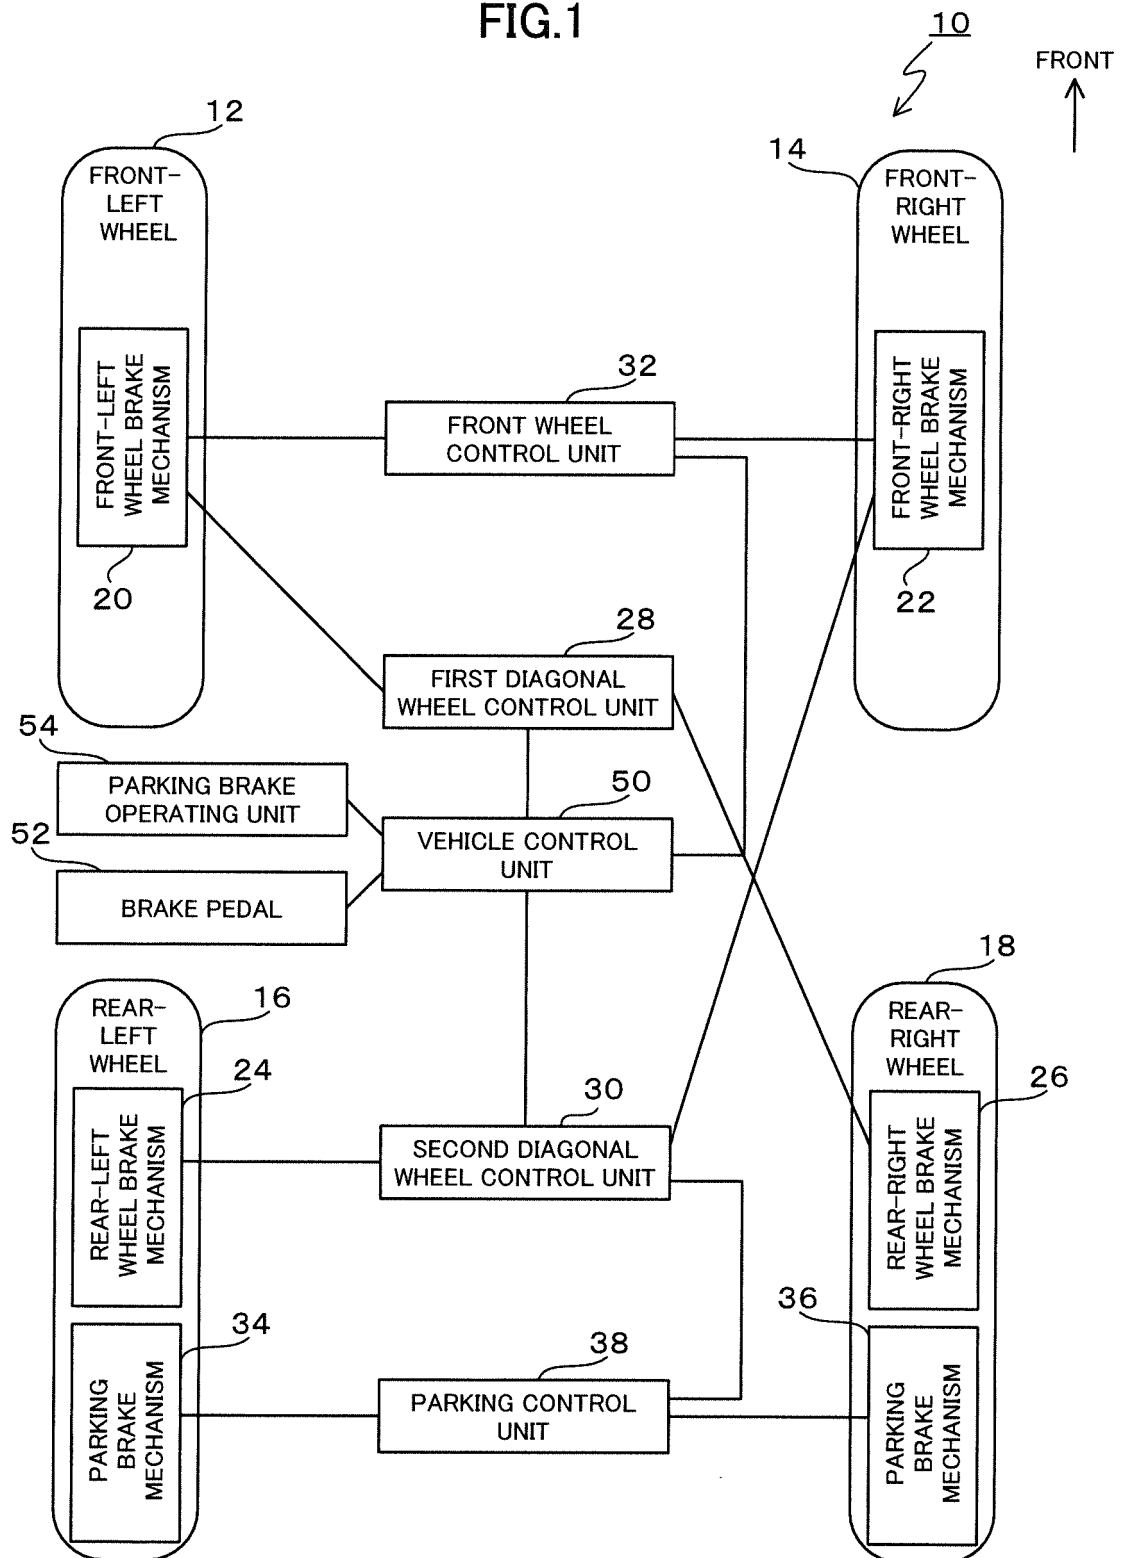 FIG.1
10
FRONT
12
14
FRONT-
LEFT
WHEEL
FRONT-
RIGHT
WHEEL
32
FRONT-LEFT
WHEEL BRAKE
MECHANISM
FRONT WHEEL
CONTROL UNIT
FRONT-RIGHT
WHEEL BRAKE
MECHANISM
20
22
28
FIRST DIAGONAL
WHEEL CONTROL UNIT
54
PARKING BRAKE
OPERATING UNIT
50
VEHICLE CONTROL
UNIT
52
BRAKE PEDAL
18
16
REAR-
LEFT
WHEEL
REAR-
RIGHT
WHEEL
24
26
30
REAR-LEFT
WHEEL BRAKE
MECHANISM
SECOND DIAGONAL
WHEEL CONTROL UNIT
REAR-RIGHT
WHEEL BRAKE
MECHANISM
34
36
38
PARKING
BRAKE
MECHANISM
PARKING CONTROL
UNIT
PARKING
BRAKE
MECHANISM